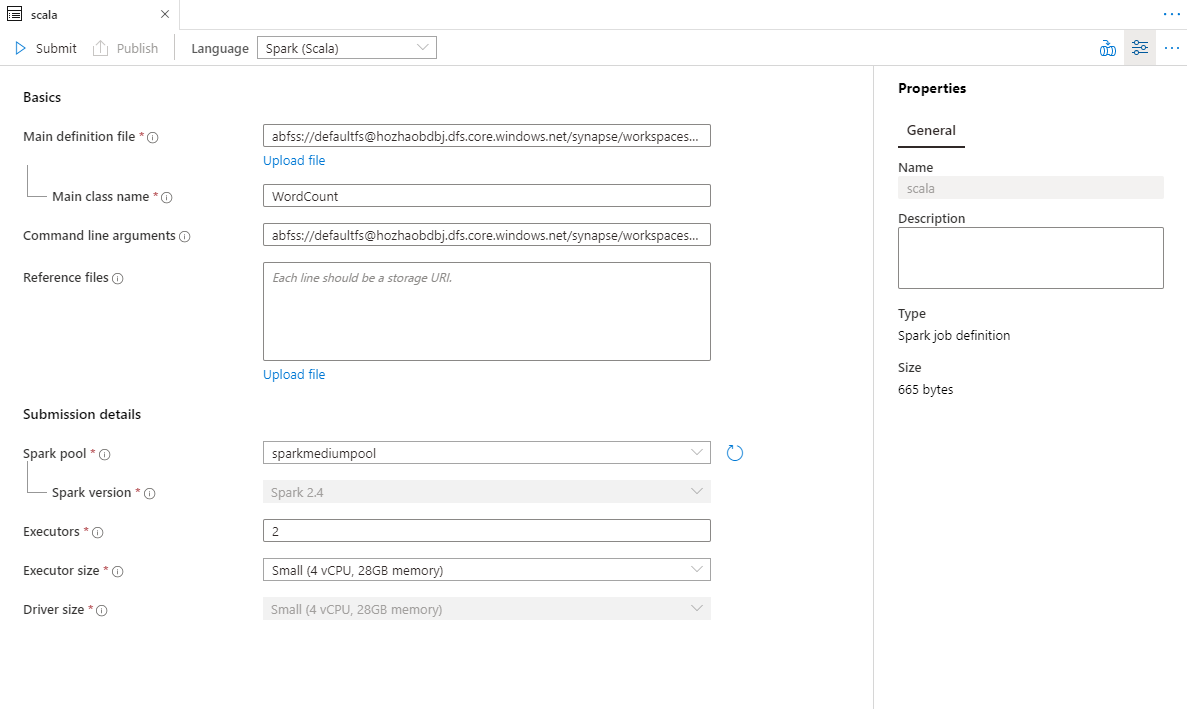 scala
Submit
Publish
Language
Spark (Scala)
Basics
Main definition file *
abfss://defaultfs@hozhaobdbj.dfs.core.windows.net/synapse/workspaces...
Upload file
Main class name *
WordCount
Command line arguments
abfss://defaultfs@hozhaobdbj.dfs.core.windows.net/synapse/workspaces...
Reference files
Each line should be a storage URI.
Upload file
Submission details
Spark pool *
sparkmediumpool
Spark version *
Spark 2.4
Executors *
2
Executor size *
Small (4 vCPU, 28GB memory)
Driver size *
Small (4 vCPU, 28GB memory)
Properties
General
Name
scala
Description
Type
Spark job definition
Size
665 bytes